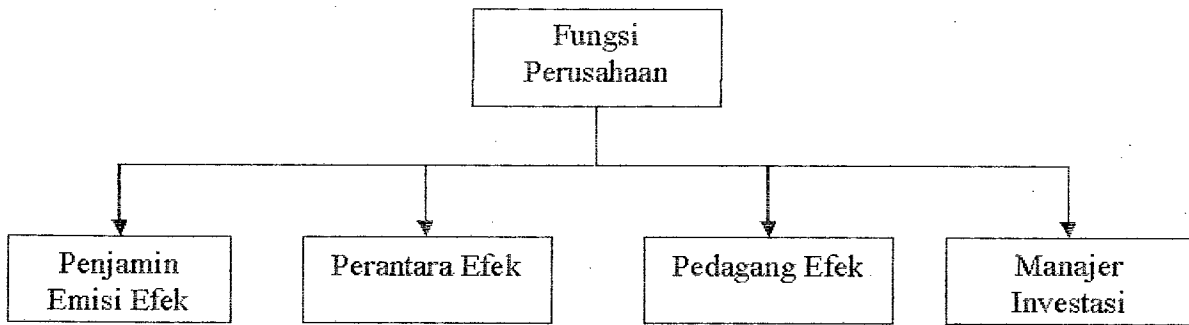 Fungsi
Perusahaan
Penjamin
Emisi Efek
Perantara Efek
Pedagang Efek
Manajer
Investasi